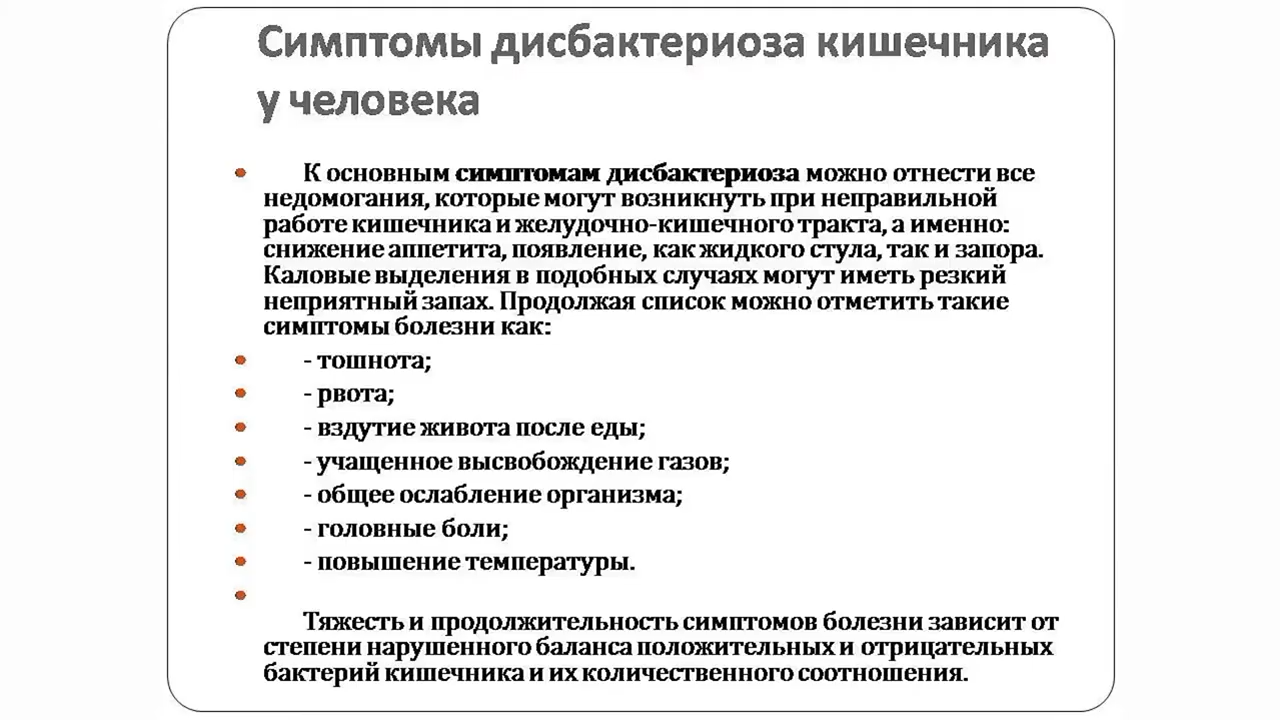 Симптомы дисбактериоза кишечника
у человека
К основным симптомам дисбактериоза можно отнести все
недомогания, которые могут возникнуть при неправильной
работе кишечника и желудочно-кишечного тракта, а именно:
снижение аппетита, появление, как жидкого стула, так и запора.
Каловые выделения в подобных случаях могут иметь резкий
неприятный запах. Продолжая список можно отметить такие
симптомы болезни как:
- тошнота;
- рвота;
- вздутие живота после еды;
- учащенное высвобождение газов;
- общее ослабление организма;
- головные боли;
- повышение температуры.
Тяжесть и продолжительность симптомов болезни зависит от
степени нарушенного баланса положительных и отрицательных
бактерий кишечника и их количественного соотношения.